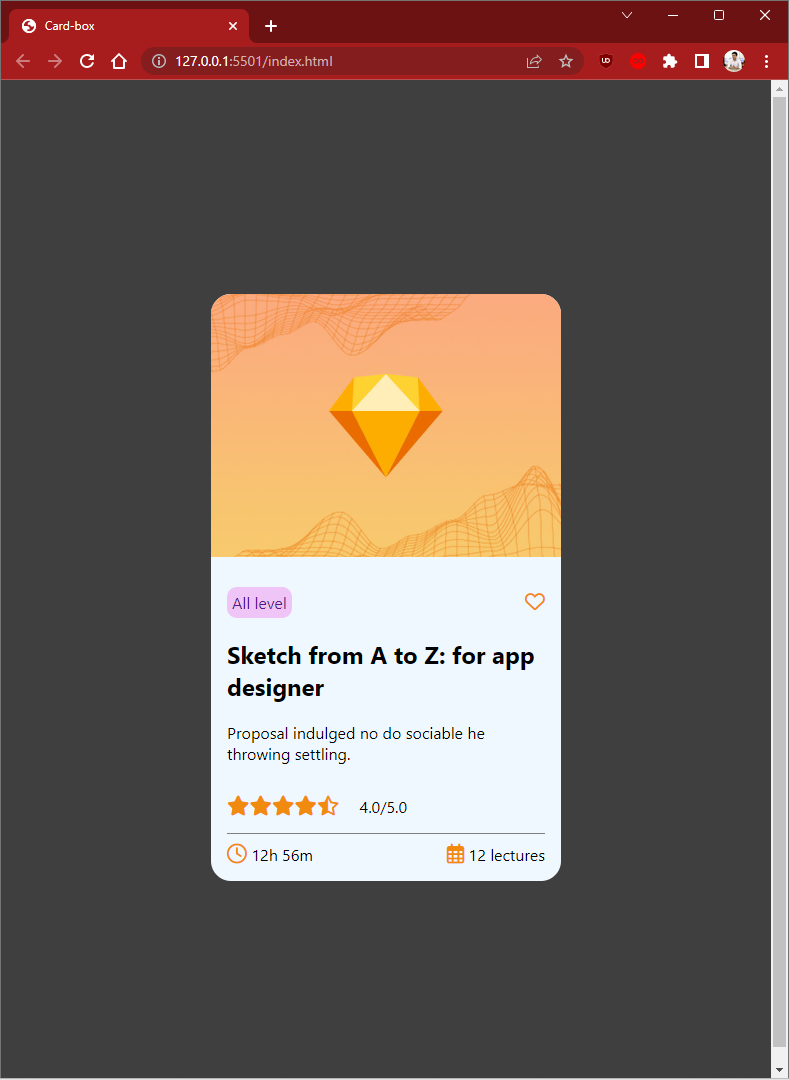 Card-box
127.0.0.1:5501/index.html
All level
Sketch from A to Z: for app
designer
Proposal indulged no do sociable he
throwing settling.
4.0/5.0
12h 56m
12 lectures